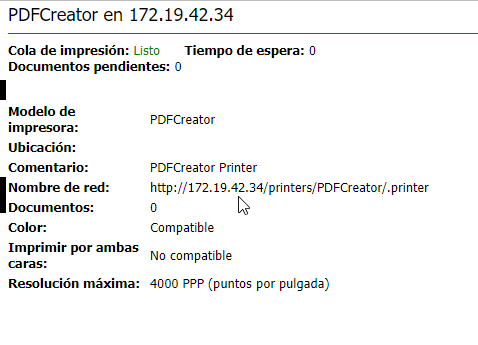 PDFCreator en 172.19.42.34
Cola de impresión: Listo Tiempo de espera: 0
Documentos pendientes: 0
Modelo de
impresora: PDFCreator
Ubicación:
Comentario: PDFCreator Printer
Nombre de red: http://172.19.42.34/printers/PDFCreator/.printer
Documentos: 0
Color: Compatible
Imprimir por ambas
caras: No compatible
Resolución máxima: 4000 PPP (puntos por pulgada)